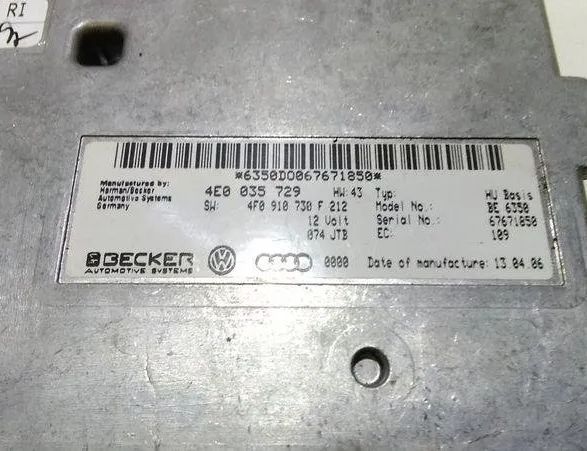 RI
*6350D0067671850*
Manufactured by:
Harman/Becker
Automotive Systems
Germany
4E0 035 729 HW: 43 Typ: HU Basis
SW: 4F0 910 730 F 212 Model No.: BE 6350
12 Volt Serial No.: 67671850
074 JTB EC: 109
BECKER
AUTOMOTIVE SYSTEMS
0000 Date of manufacture: 13.04.06